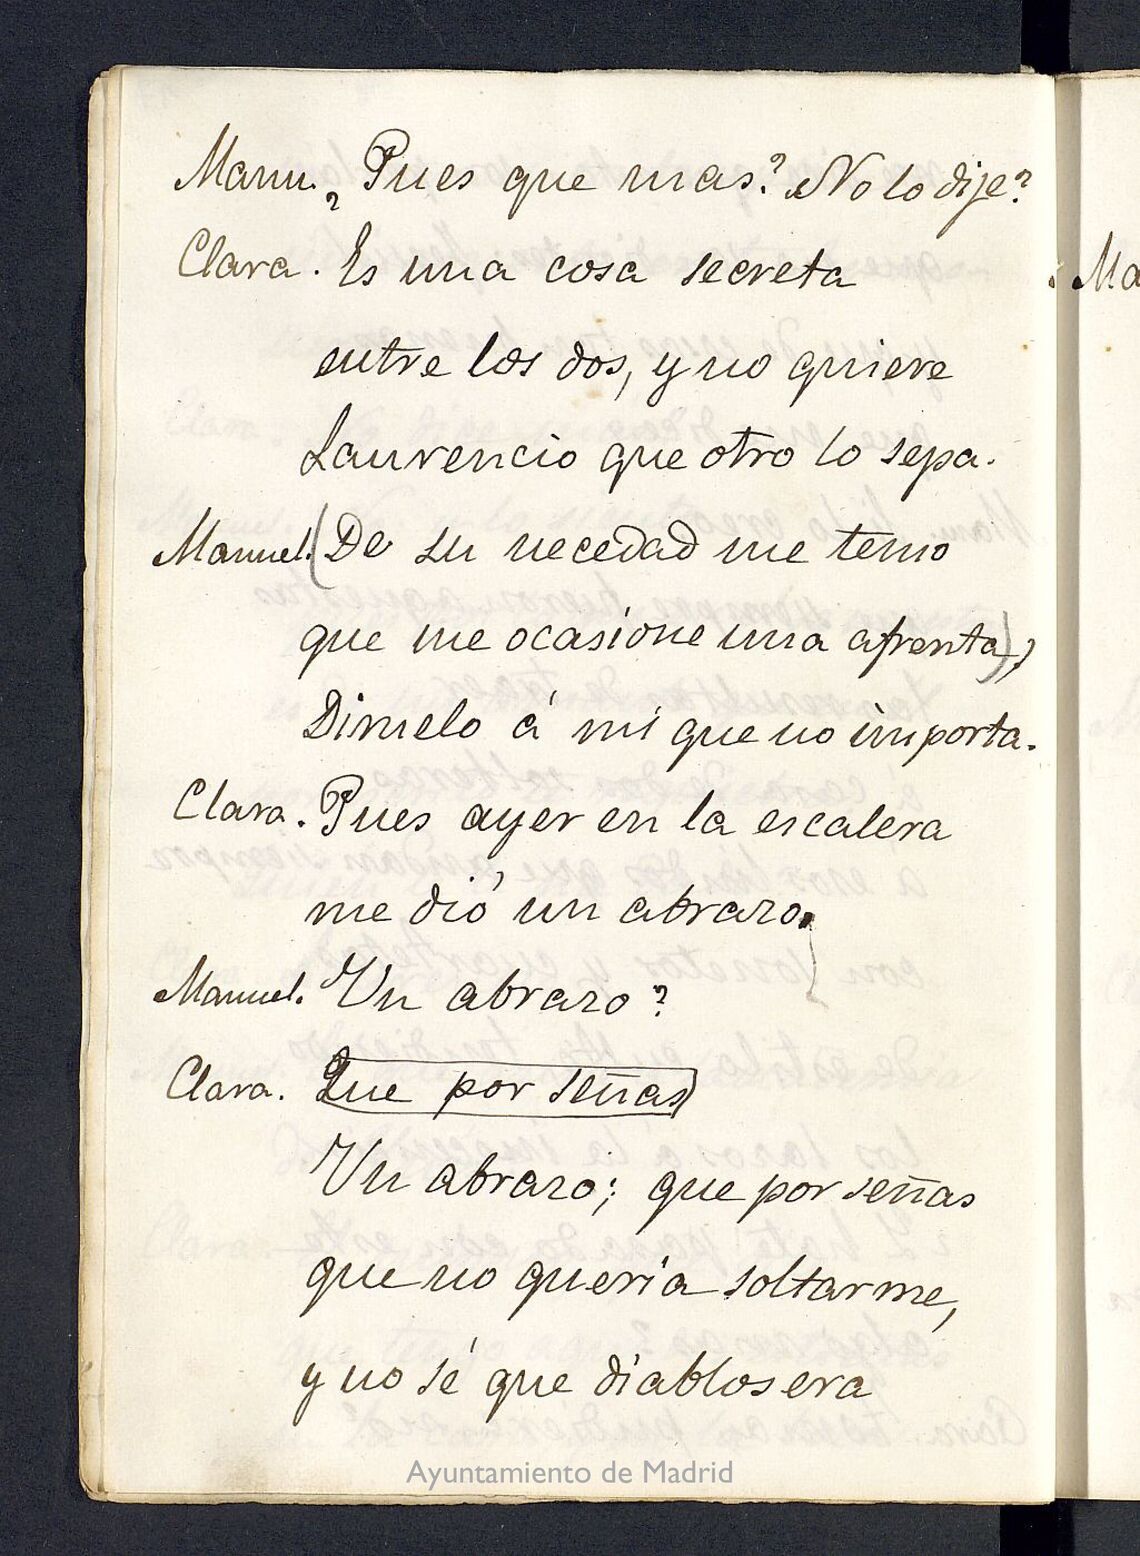 Manu. ¿Pues que mas? No lo dije?
Clara. Es una cosa secreta
entre los dos, y no quiere
Laurencio que otro lo sepa.
Manuel. (De su necedad me temo
que me ocasione una afrenta);
Dimelo á mi que no importa.
Clara. Pues ayer en la escalera
me dió un abrazo.
Manuel. Un abrazo?
Clara. Que por señas
Un abrazo; que por señas
que no queria soltarme,
y no sé que diablos era
Ma
Ayuntamiento de Madrid